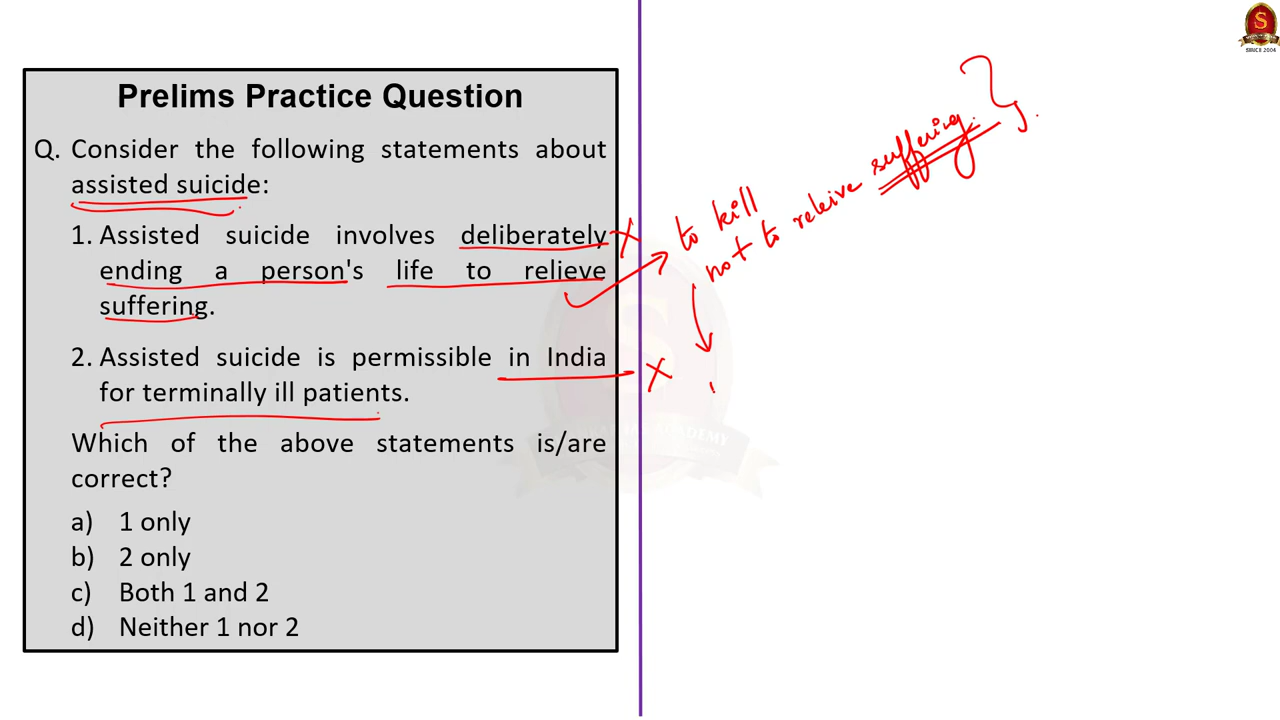 Prelims Practice Question
Q. Consider the following statements about
assisted suicide:
1. Assisted suicide involves deliberately
ending a person's life to relieve
suffering.
2. Assisted suicide is permissible in India
for terminally ill patients.
Which of the above statements is/are
correct?
a) 1 only
b) 2 only
c) Both 1 and 2
d) Neither 1 nor 2
to kill
not to releive suffering.
S
SINCE 2004